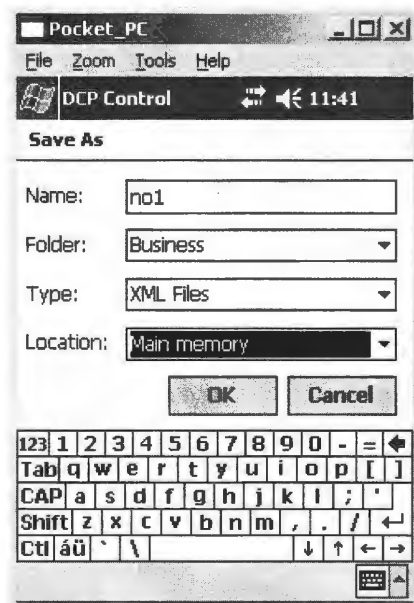 Pocket_PC
File Zoom Tools Help
DCP Control 11:41
Save As
Name: no1
Folder: Business
Type: XML Files
Location: Main memory
OK Cancel
123 1 2 3 4 5 6 7 8 9 0 - =
Tab q w e r t y u i o p [ ]
CAP a s d f g h j k l ; '
Shift z x c v b n m , . /
Ctl áü ` \